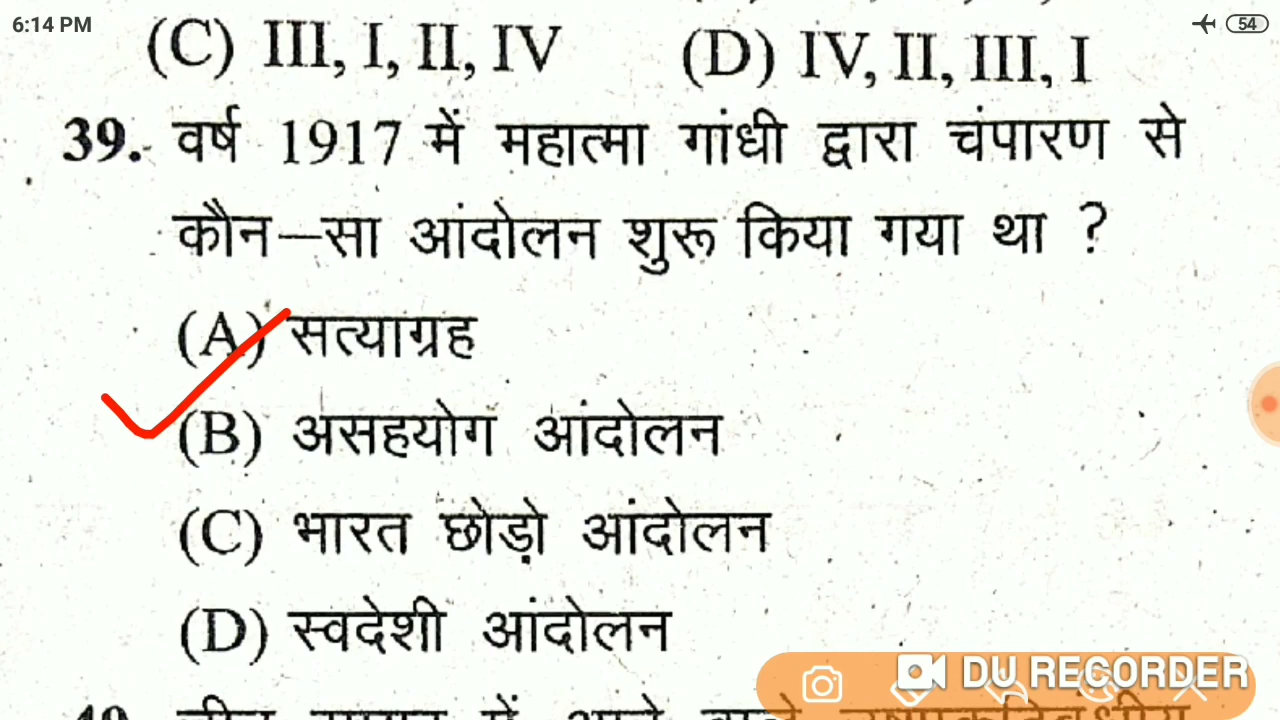 6:14 PM
54
(C) III, I, II, IV (D) IV, II, III, I
39. वर्ष 1917 में महात्मा गांधी द्वारा चंपारण से
कौन–सा आंदोलन शुरू किया गया था ?
(A) सत्याग्रह
(B) असहयोग आंदोलन
(C) भारत छोड़ो आंदोलन
(D) स्वदेशी आंदोलन
DU RECORDER